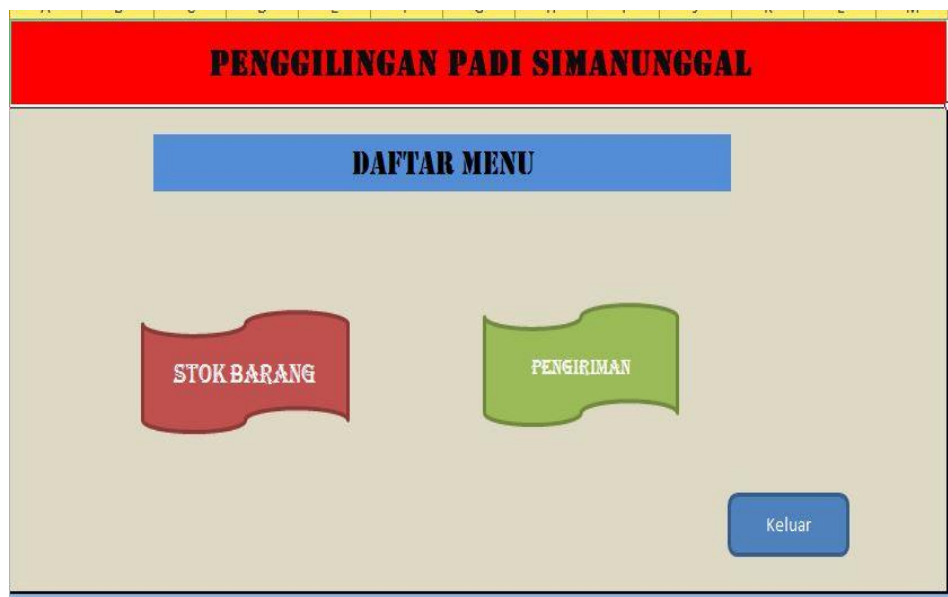 PENGGILINGAN PADI SIMANUNGGAL
DAFTAR MENU
STOK BARANG
PENGIRIMAN
Keluar